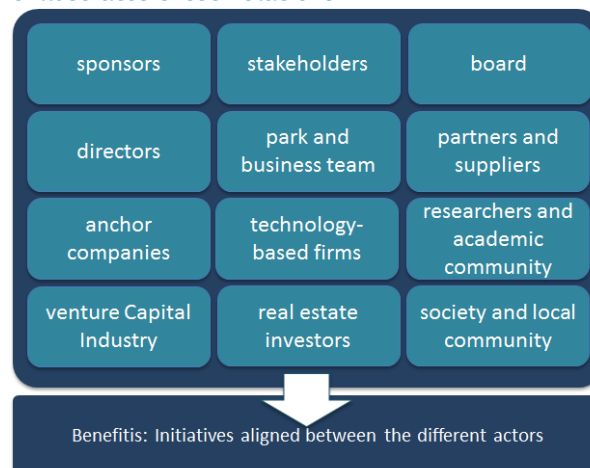 sponsors
stakeholders
board
directors
park and
business team
partners and
suppliers
anchor
companies
technology-
based firms
researchers and
academic
community
venture Capital
Industry
real estate
investors
society and local
community
Benefitis: Initiatives aligned between the different actors